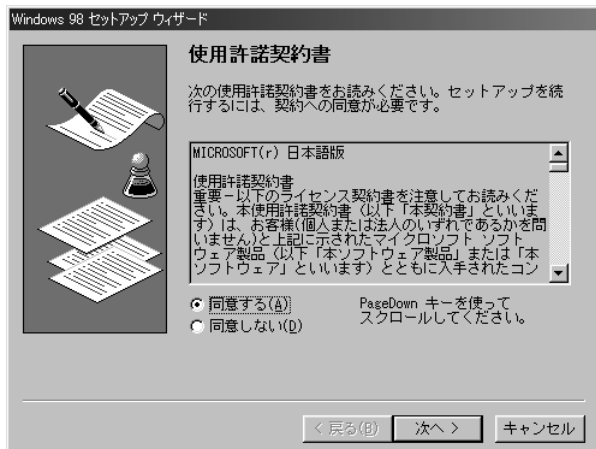 Windows 98 セットアップ ウィザード
使用許諾契約書
次の使用許諾契約書をお読みください。セットアップを続
行するには、契約への同意が必要です。
MICROSOFT(r) 日本語版
使用許諾契約書
重要－以下のライセンス契約書を注意してお読みくだ
さい。本使用許諾契約書 (以下「本契約書」といいま
す) は、お客様(個人または法人のいずれであるかを問
いません)と上記に示されたマイクロソフト ソフト
ウェア製品 (以下「本ソフトウェア製品」または「本
ソフトウェア」といいます) とともに入手されたコン
同意する(A)
同意しない(D)
PageDown キーを使って
スクロールしてください。
< 戻る(B)
次へ >
キャンセル